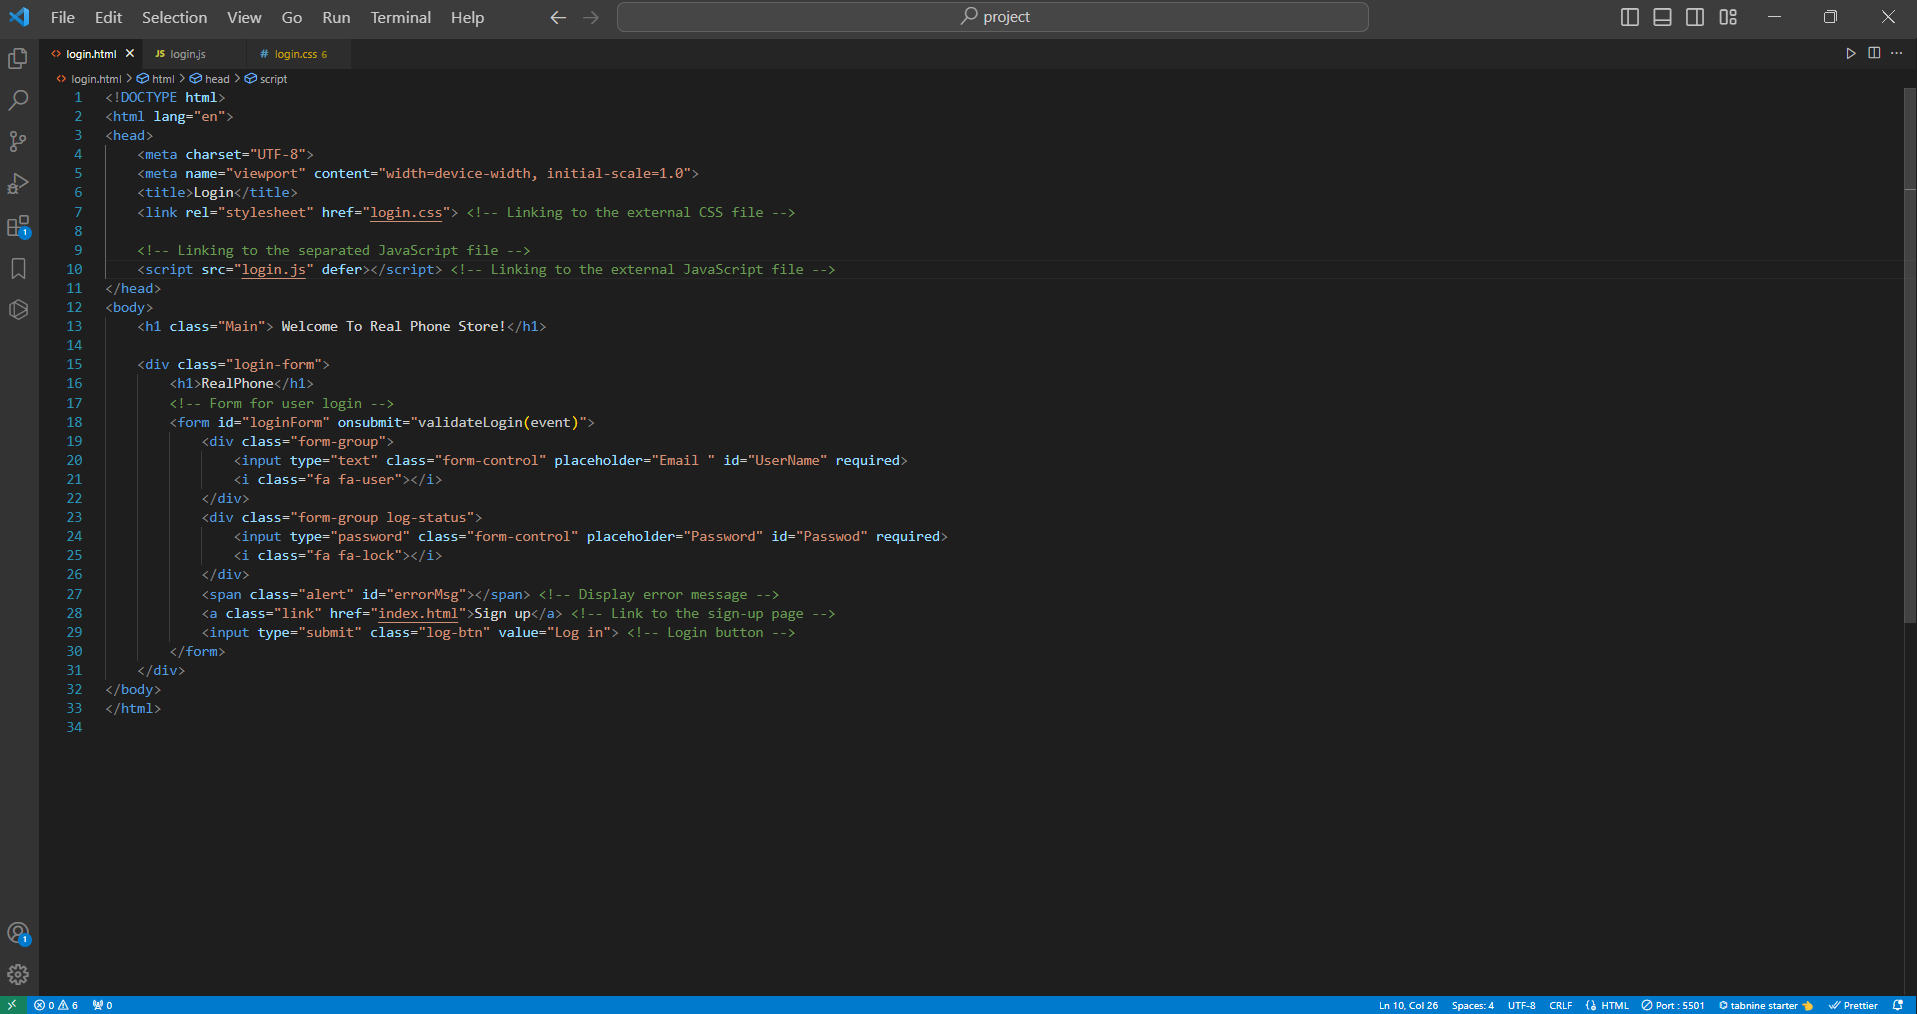 File Edit Selection View Go Run Terminal Help
project
login.html
JS login.js
# login.css 6
login.html > html > head > script
1 <!DOCTYPE html>
2 <html lang="en">
3 <head>
4 <meta charset="UTF-8">
5 <meta name="viewport" content="width=device-width, initial-scale=1.0">
6 <title>Login</title>
7 <link rel="stylesheet" href="login.css"> <!-- Linking to the external CSS file -->
8
9 <!-- Linking to the separated JavaScript file -->
10 <script src="login.js" defer></script> <!-- Linking to the external JavaScript file -->
11 </head>
12 <body>
13 <h1 class="Main"> Welcome To Real Phone Store!</h1>
14
15 <div class="login-form">
16 <h1>RealPhone</h1>
17 <!-- Form for user login -->
18 <form id="loginForm" onsubmit="validateLogin(event)">
19 <div class="form-group">
20 <input type="text" class="form-control" placeholder="Email " id="UserName" required>
21 <i class="fa fa-user"></i>
22 </div>
23 <div class="form-group log-status">
24 <input type="password" class="form-control" placeholder="Password" id="Passwod" required>
25 <i class="fa fa-lock"></i>
26 </div>
27 <span class="alert" id="errorMsg"></span> <!-- Display error message -->
28 <a class="link" href="index.html">Sign up</a> <!-- Link to the sign-up page -->
29 <input type="submit" class="log-btn" value="Log in"> <!-- Login button -->
30 </form>
31 </div>
32 </body>
33 </html>
34
1
1
0 6 0
Ln 10, Col 26 Spaces: 4 UTF-8 CRLF HTML Port : 5501 tabnine starter Prettier